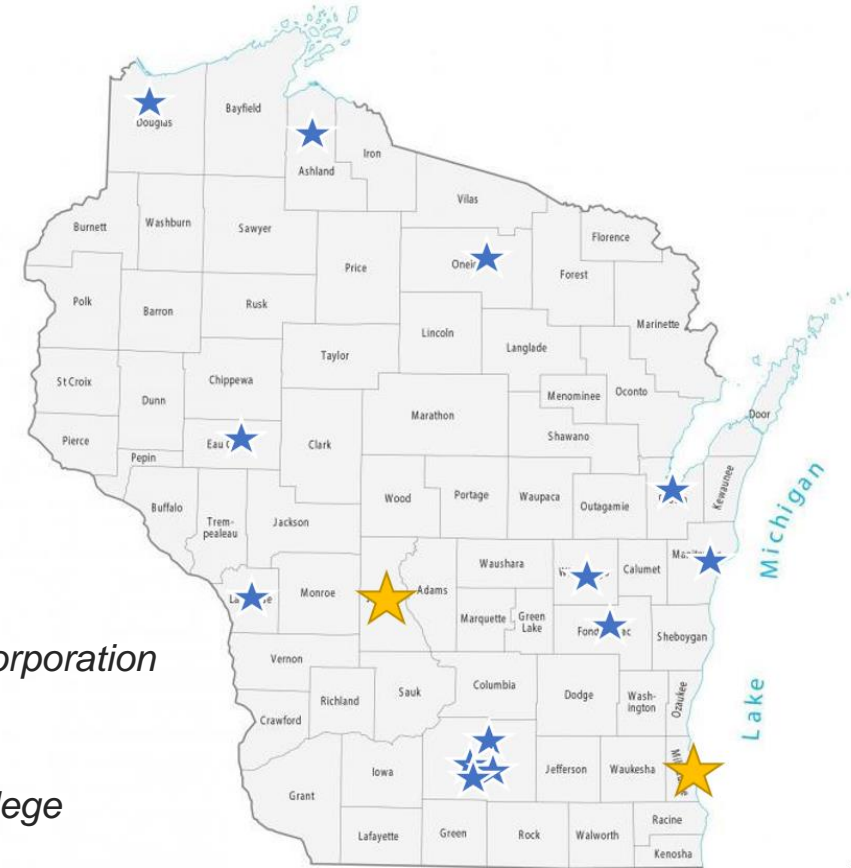 Bayfield
Douglas
Iron
Ashland
Vilas
Burnett
Washburn
Sawyer
Florence
Price
Forest
Polk
Barron
Rusk
Marinette
Lincoln
Langlade
Taylor
St Croix
Chippewa
Dunn
Menominee
Oconto
Marathon
Door
Shawano
Pierce
Eau
Clark
Pepin
Kewaunee
Buffalo
Trem-
pealeau
Jackson
Wood
Portage
Waupaca
Outagamie
Waushara
Calumet
Monroe
Adams
Marquette
Green
Lake
Fond
Sheboygan
Vernon
Richland
Sauk
Columbia
Dodge
Wash-
ington
Ozaukee
Crawford
Iowa
Jefferson
Waukesha
Grant
Lafayette
Green
Rock
Walworth
Racine
Kenosha
Lake
Michigan
orporation
lege